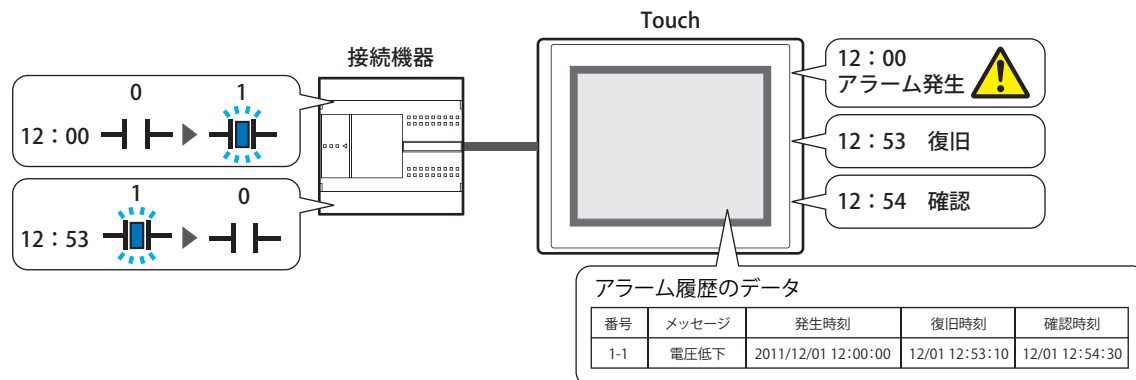 Touch
接続機器
0 1
12：00
1 0
12：53
12：00
アラーム発生
12：53 復旧
12：54 確認
アラーム履歴のデータ
番号 メッセージ 発生時刻 復旧時刻 確認時刻
1-1 電圧低下 2011/12/01 12:00:00 12/01 12:53:10 12/01 12:54:30